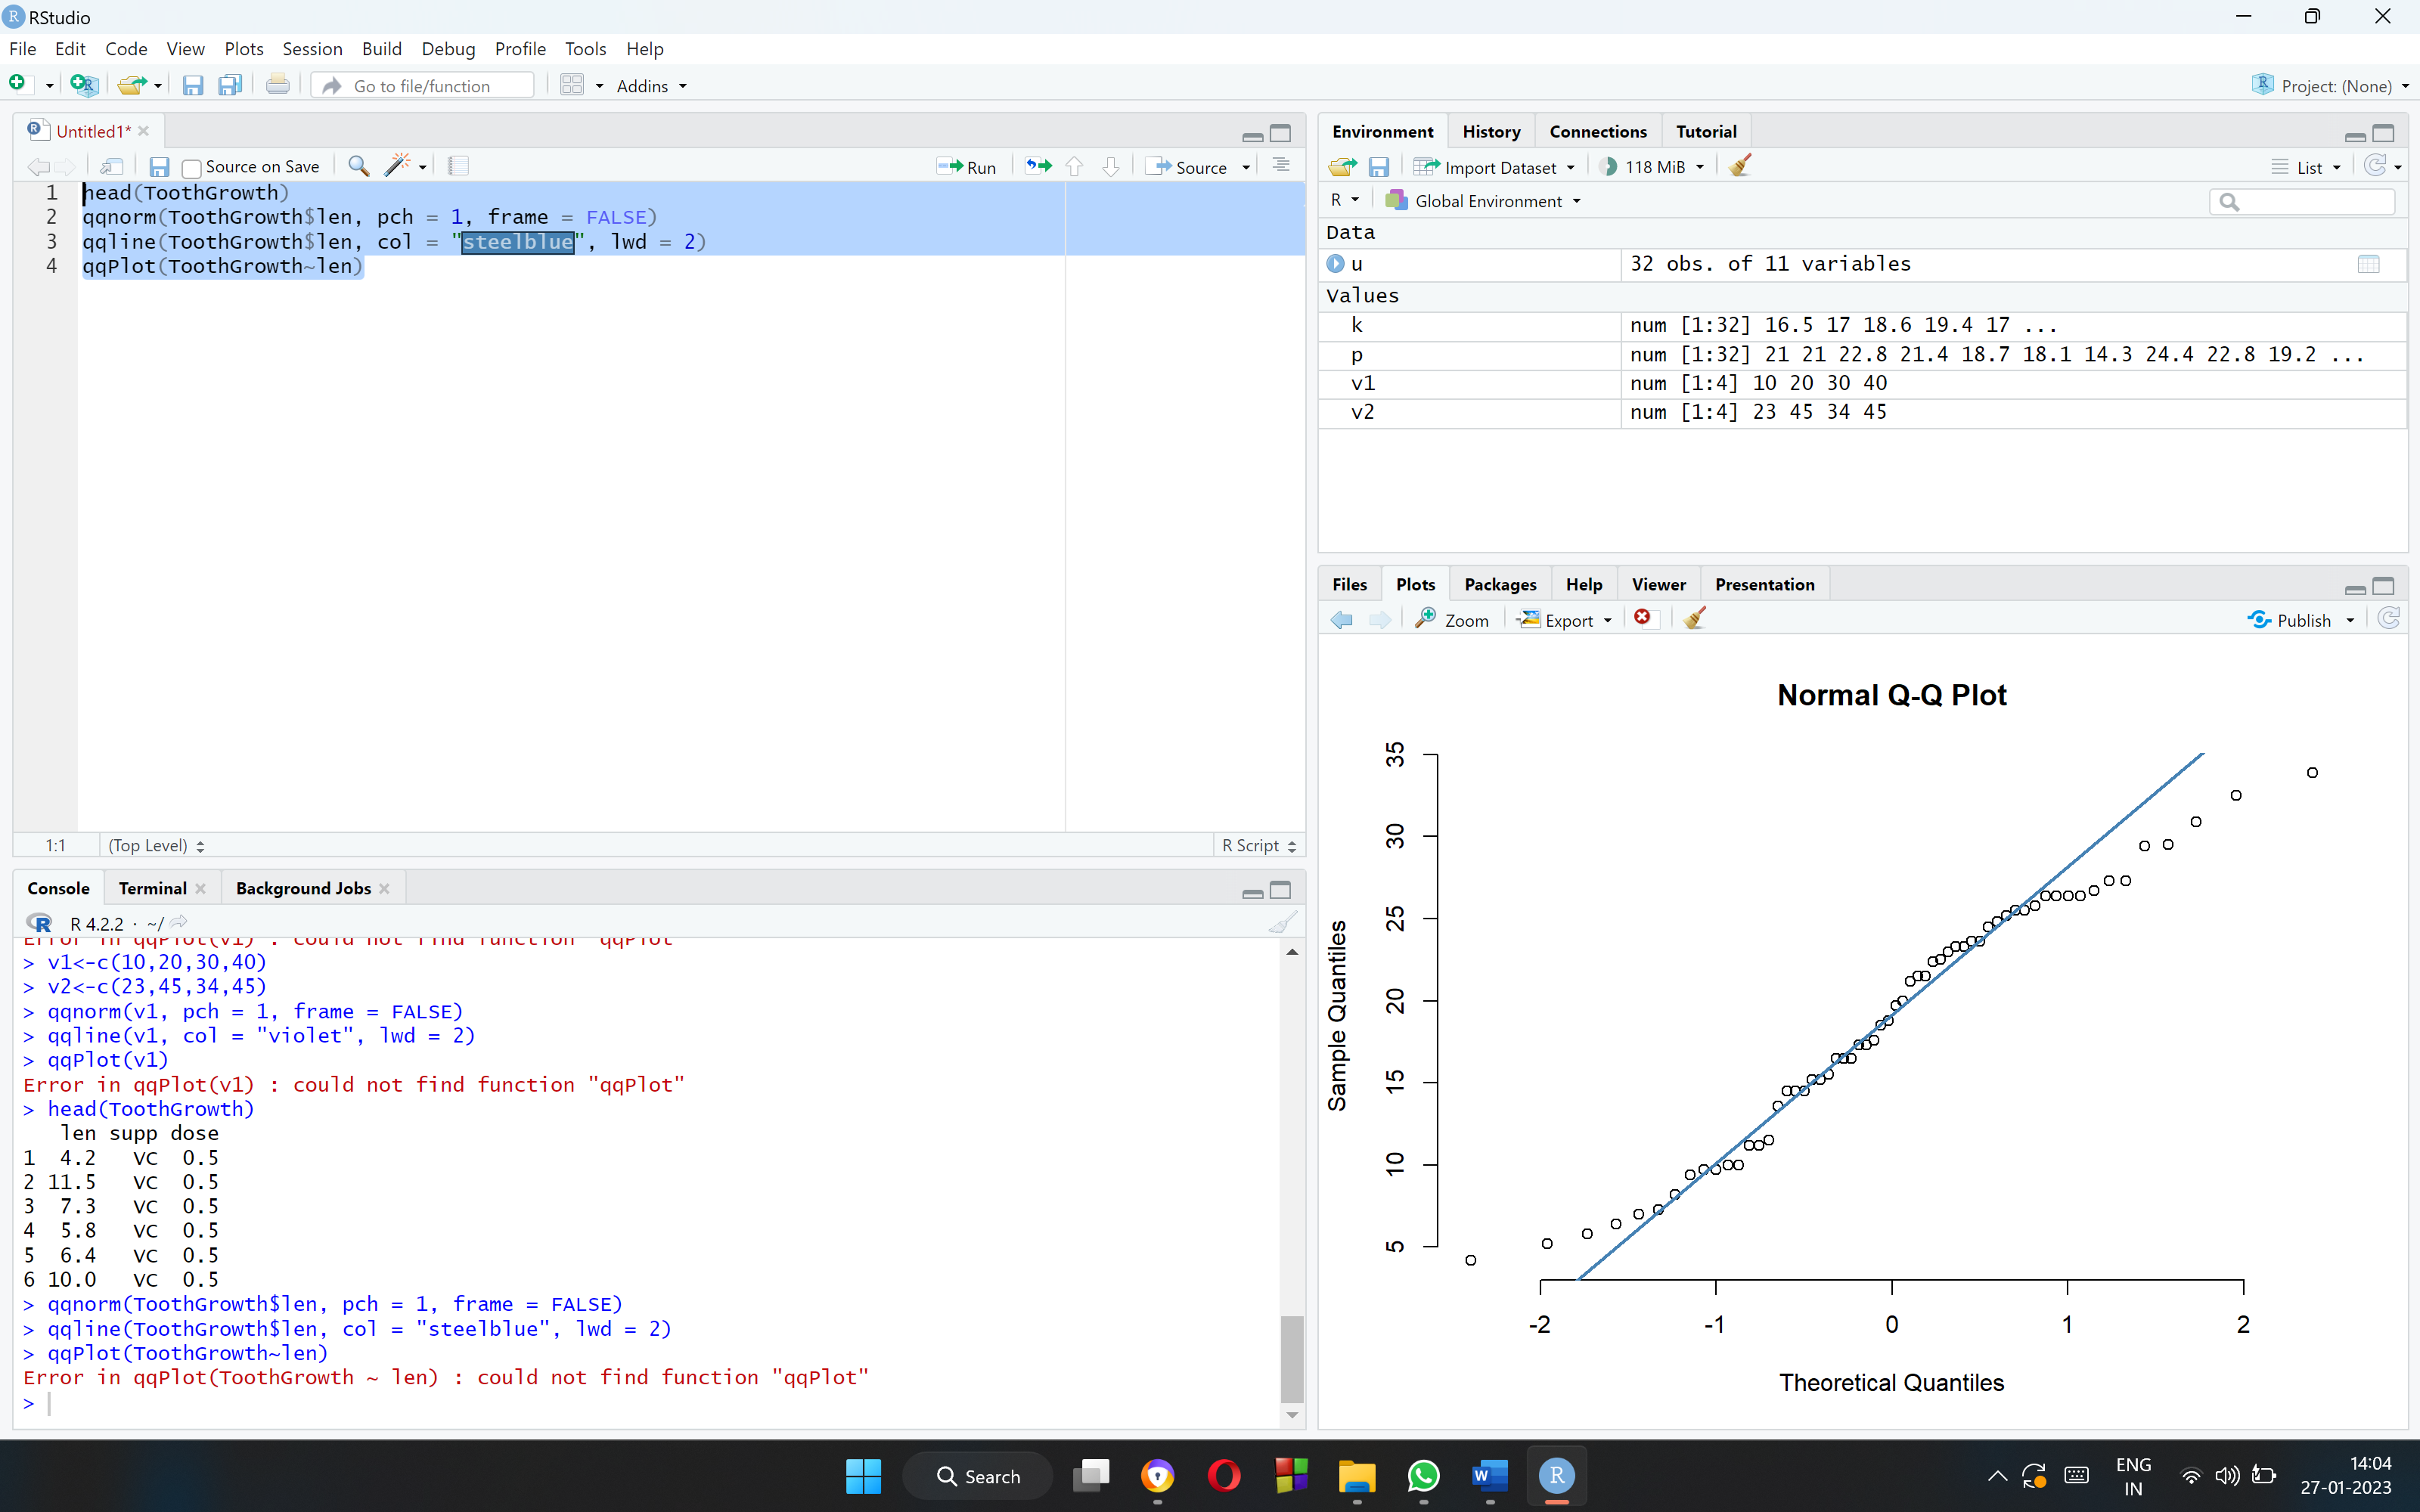 RStudio
File Edit Code View Plots Session Build Debug Profile Tools Help
Go to file/function Addins Project: (None)
Untitled1*
Source on Save Run Source
1 head(ToothGrowth)
2 qqnorm(ToothGrowth$len, pch = 1, frame = FALSE)
3 qqline(ToothGrowth$len, col = "steelblue", lwd = 2)
4 qqPlot(ToothGrowth~len)
1:1 (Top Level) R Script
Console Terminal Background Jobs
R 4.2.2 · ~/
Error in qqPlot(v1) : could not find function "qqPlot"
> v1<-c(10,20,30,40)
> v2<-c(23,45,34,45)
> qqnorm(v1, pch = 1, frame = FALSE)
> qqline(v1, col = "violet", lwd = 2)
> qqPlot(v1)
Error in qqPlot(v1) : could not find function "qqPlot"
> head(ToothGrowth)
len supp dose
1 4.2 VC 0.5
2 11.5 VC 0.5
3 7.3 VC 0.5
4 5.8 VC 0.5
5 6.4 VC 0.5
6 10.0 VC 0.5
> qqnorm(ToothGrowth$len, pch = 1, frame = FALSE)
> qqline(ToothGrowth$len, col = "steelblue", lwd = 2)
> qqPlot(ToothGrowth~len)
Error in qqPlot(ToothGrowth ~ len) : could not find function "qqPlot"
>
Environment History Connections Tutorial
Import Dataset 118 MiB List
R Global Environment
Data
u 32 obs. of 11 variables
Values
k num [1:32] 16.5 17 18.6 19.4 17 ...
p num [1:32] 21 21 22.8 21.4 18.7 18.1 14.3 24.4 22.8 19.2 ...
v1 num [1:4] 10 20 30 40
v2 num [1:4] 23 45 34 45
Files Plots Packages Help Viewer Presentation
Zoom Export Publish
Normal Q-Q Plot
Sample Quantiles
35
30
25
20
15
10
5
-2 -1 0 1 2
Theoretical Quantiles
Search
ENG
IN
14:04
27-01-2023